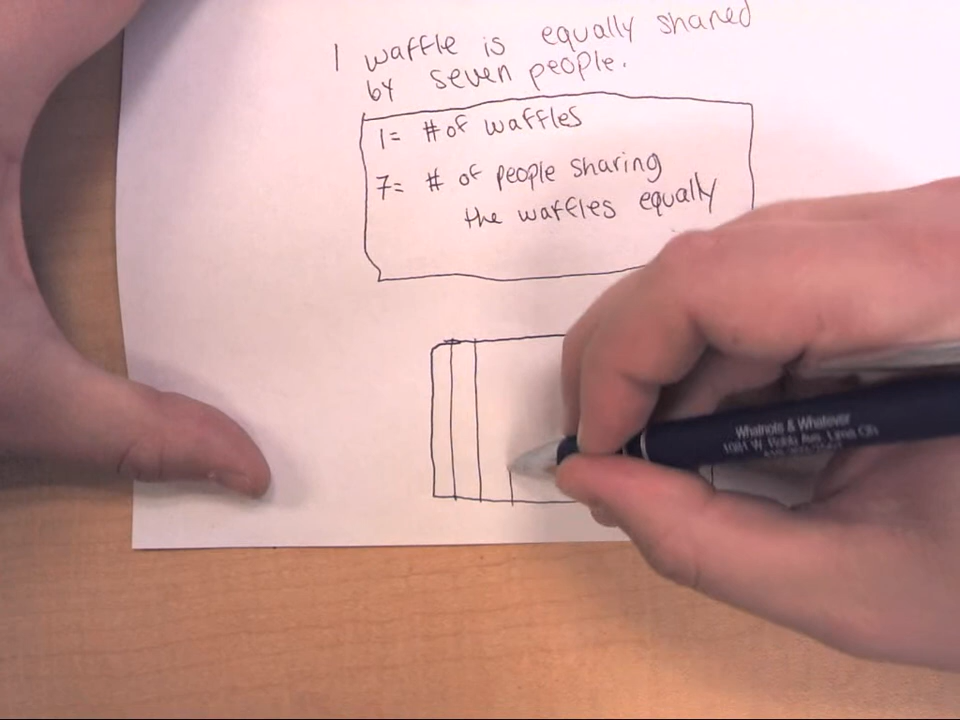 1 waffle is equally shared
by seven people.
1= # of waffles
7= # of people sharing
the waffles equally
Whatnots & Whatever